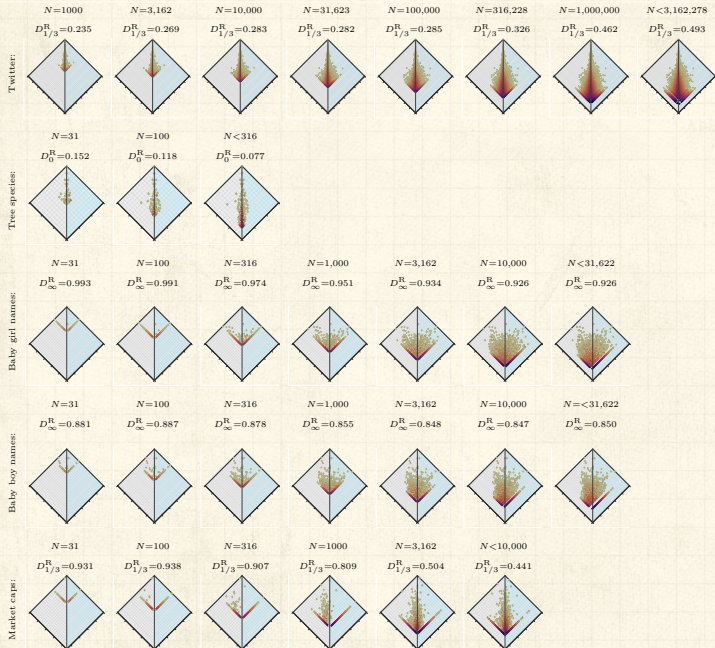 N=1000 N=3,162 N=10,000 N=31,623 N=100,000 N=316,228 N=1,000,000 N<3,162,278
D^R_{1/3}=0.235 D^R_{1/3}=0.269 D^R_{1/3}=0.283 D^R_{1/3}=0.282 D^R_{1/3}=0.285 D^R_{1/3}=0.326 D^R_{1/3}=0.462 D^R_{1/3}=0.493
Twitter:
N=31 N=100 N<316
D^R_0=0.152 D^R_0=0.118 D^R_0=0.077
Tree species:
N=31 N=100 N=316 N=1,000 N=3,162 N=10,000 N<31,622
D^R_∞=0.993 D^R_∞=0.991 D^R_∞=0.974 D^R_∞=0.951 D^R_∞=0.934 D^R_∞=0.926 D^R_∞=0.926
Baby girl names:
N=31 N=100 N=316 N=1,000 N=3,162 N=10,000 N=<31,622
D^R_∞=0.881 D^R_∞=0.887 D^R_∞=0.878 D^R_∞=0.855 D^R_∞=0.848 D^R_∞=0.847 D^R_∞=0.850
Baby boy names:
N=31 N=100 N=316 N=1000 N=3,162 N<10,000
D^R_{1/3}=0.931 D^R_{1/3}=0.938 D^R_{1/3}=0.907 D^R_{1/3}=0.809 D^R_{1/3}=0.504 D^R_{1/3}=0.441
Market caps: